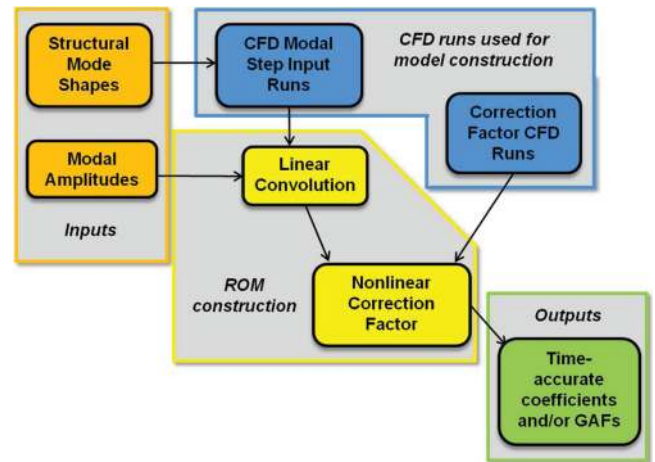 Structural
Mode
Shapes
CFD Modal
Step Input
Runs
CFD runs used for
model construction
Correction
Factor CFD
Runs
Modal
Amplitudes
Linear
Convolution
Inputs
ROM
construction
Nonlinear
Correction
Factor
Outputs
Time-
accurate
coefficients
and/or GAFs